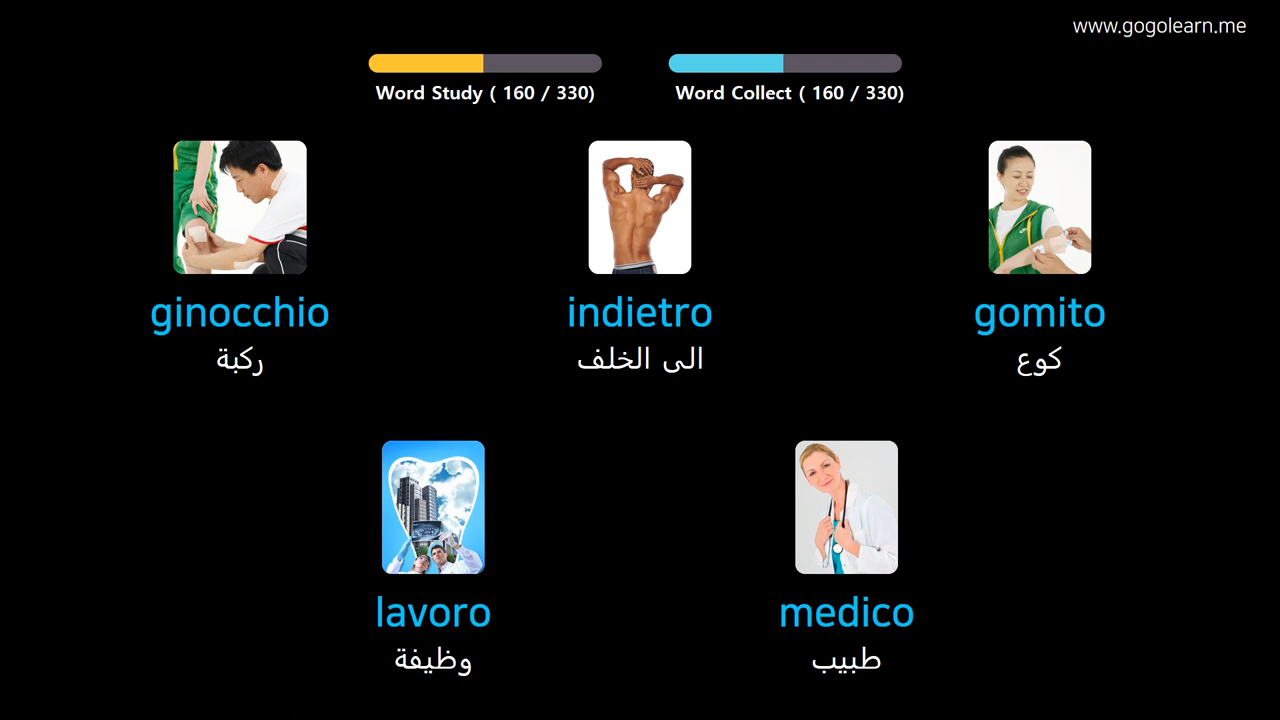 www.gogolearn.me
Word Study ( 160 / 330)
Word Collect ( 160 / 330)
ginocchio
ركبة
indietro
الى الخلف
gomito
كوع
lavoro
وظيفة
medico
طبيب